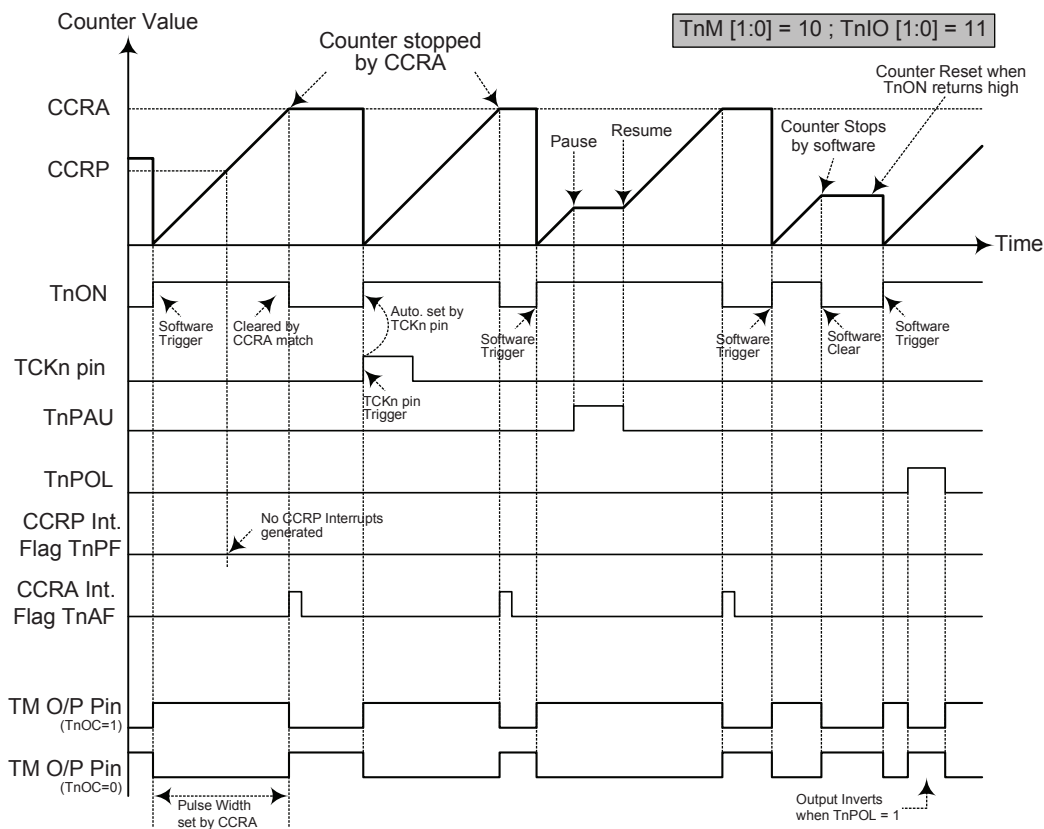 Counter Value
TnM [1:0] = 10 ; TnIO [1:0] = 11
Counter stopped
by CCRA
Counter Reset when
TnON returns high
CCRA
CCRP
Pause
Resume
Counter Stops
by software
Time
TnON
Software
Trigger
Cleared by
CCRA match
Auto. set by
TCKn pin
Software
Trigger
Software
Trigger
Software
Clear
Software
Trigger
TCKn pin
TCKn pin
Trigger
TnPAU
TnPOL
CCRP Int.
Flag TnPF
No CCRP Interrupts
generated
CCRA Int.
Flag TnAF
TM O/P Pin
(TnOC=1)
TM O/P Pin
(TnOC=0)
Pulse Width
set by CCRA
Output Inverts
when TnPOL = 1